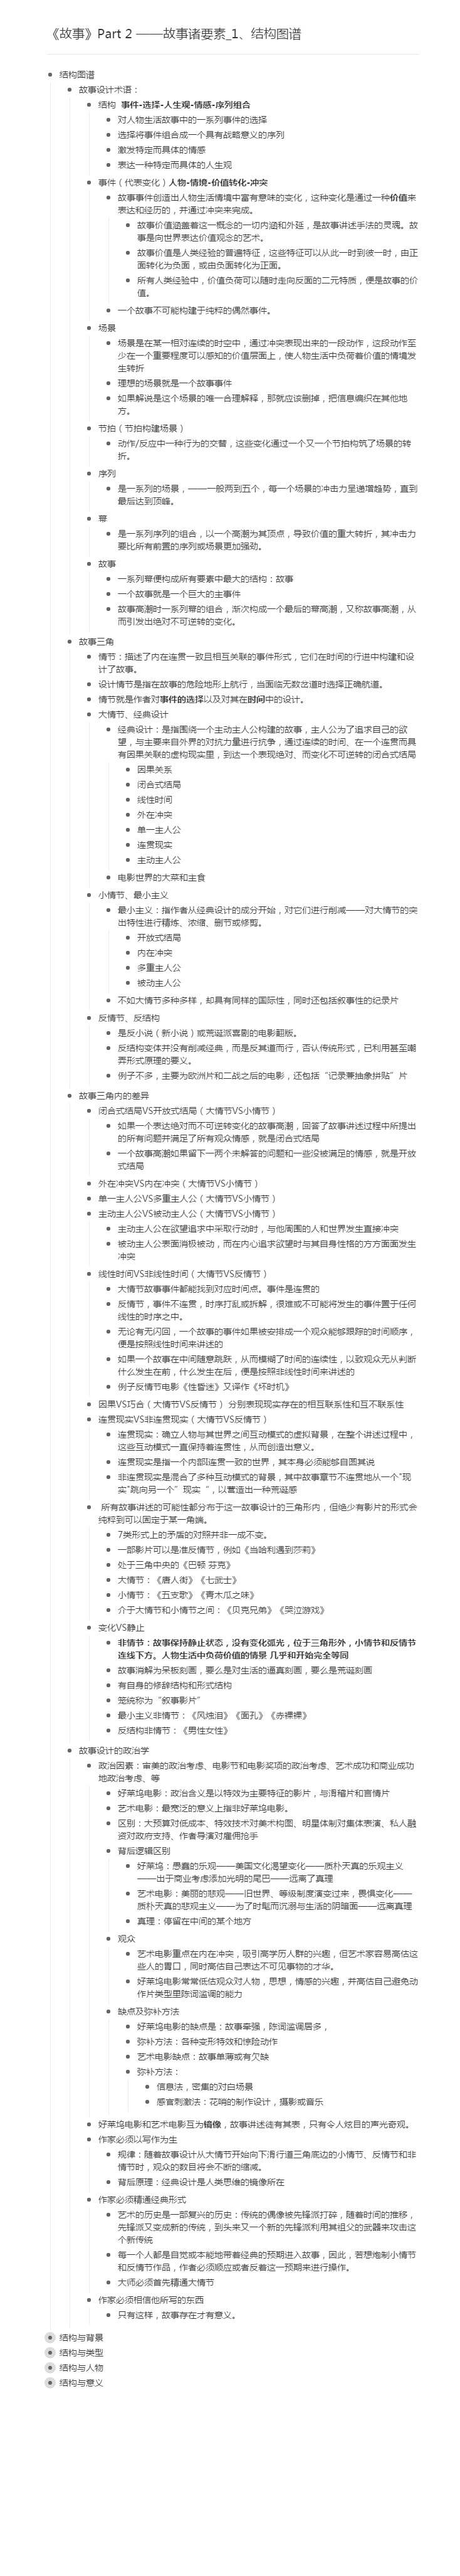 《故事》Part 2 ——故事诸要素_1、结构图谱
结构图谱
故事设计术语：
结构 事件-选择-人生观-情感-序列组合
对人物生活故事中的一系列事件的选择
选择将事件组合成一个具有战略意义的序列
激发特定而具体的情感
表达一种特定而具体的人生观
事件（代表变化）人物-情境-价值转化-冲突
故事事件创造出人物生活情境中富有意味的变化，这种变化是通过一种价值来
表达和经历的，并通过冲突来完成。
故事价值涵盖着这一概念的一切内涵和外延，是故事讲述手法的灵魂。故
事是向世界表达价值观念的艺术。
故事价值是人类经验的普遍特征，这些特征可以从此一时到彼一时，由正
面转化为负面，或由负面转化为正面。
所有人类经验中，价值负荷可以随时走向反面的二元特质，便是故事的价
值。
一个故事不可能构建于纯粹的偶然事件。
场景
场景是在某一相对连续的时空中，通过冲突表现出来的一段动作，这段动作至
少在一个重要程度可以感知的价值层面上，使人物生活中负荷着价值的情境发
生转折
理想的场景就是一个故事事件
如果解说是这个场景的唯一合理解释，那就应该删掉，把信息编织在其他地
方。
节拍（节拍构建场景）
动作/反应中一种行为的交替，这些变化通过一个又一个节拍构筑了场景的转
折。
序列
是一系列的场景，——一般两到五个，每一个场景的冲击力呈递增趋势，直到
最后达到顶峰。
幕
是一系列序列的组合，以一个高潮为其顶点，导致价值的重大转折，其冲击力
要比所有前置的序列或场景更加强劲。
故事
一系列幕便构成所有要素中最大的结构：故事
一个故事就是一个巨大的主事件
故事高潮时一系列幕的组合，渐次构成一个最后的幕高潮，又称故事高潮，从
而引发出绝对不可逆转的变化。
故事三角
情节：描述了内在连贯一致且相互关联的事件形式，它们在时间的行进中构建和设
计了故事。
设计情节是指在故事的危险地形上航行，当面临无数岔道时选择正确航道。
情节就是作者对事件的选择以及对其在时间中的设计。
大情节、经典设计
经典设计：是指围绕一个主动主人公构建的故事，主人公为了追求自己的欲
望，与主要来自外界的对抗力量进行抗争，通过连续的时间、在一个连贯而具
有因果关联的虚构现实里，到达一个表现绝对、而变化不可逆转的闭合式结局
因果关系
闭合式结局
线性时间
外在冲突
单一主人公
连贯现实
主动主人公
电影世界的大菜和主食
小情节、最小主义
最小主义：指作者从经典设计的成分开始，对它们进行削减——对大情节的突
出特性进行精炼、浓缩、删节或修剪。
开放式结局
内在冲突
多重主人公
被动主人公
不如大情节多种多样，却具有同样的国际性，同时还包括叙事性的纪录片
反情节、反结构
是反小说（新小说）或荒诞派喜剧的电影翻版。
反结构变体并没有削减经典，而是反其道而行，否认传统形式，已利用甚至嘲
弄形式原理的要义。
例子不多，主要为欧洲片和二战之后的电影，还包括“记录兼抽象拼贴”片
故事三角内的差异
闭合式结局VS开放式结局（大情节VS小情节）
如果一个表达绝对而不可逆转变化的故事高潮，回答了故事讲述过程中所提出
的所有问题并满足了所有观众情感，就是闭合式结局
一个故事高潮如果留下一两个未解答的问题和一些没被满足的情感，就是开放
式结局
外在冲突VS内在冲突（大情节VS小情节）
单一主人公VS多重主人公（大情节VS小情节）
主动主人公VS被动主人公（大情节VS小情节）
主动主人公在欲望追求中采取行动时，与他周围的人和世界发生直接冲突
被动主人公表面消极被动，而在内心追求欲望时与其自身性格的方方面面发生
冲突
线性时间VS非线性时间（大情节VS反情节）
大情节故事事件都能找到对应时间点。事件是连贯的
反情节，事件不连贯，时序打乱或拆解，很难或不可能将发生的事件置于任何
线性的时序之中。
无论有无闪回，一个故事的事件如果被安排成一个观众能够跟踪的时间顺序，
便是按照线性时间来讲述的
如果一个故事在中间随意跳跃，从而模糊了时间的连续性，以致观众无从判断
什么发生在前，什么发生在后，便是按照非线性时间来讲述的
例子反情节电影《性昏迷》又译作《坏时机》
因果VS巧合（大情节VS反情节） 分别表现现实存在的相互联系性和互不联系性
连贯现实VS非连贯现实（大情节VS反情节）
连贯现实：确立人物与其世界之间互动模式的虚拟背景，在整个讲述过程中，
这些互动模式一直保持着连贯性，从而创造出意义。
连贯现实是指一个内部连贯一致的世界，其本身必须能够自圆其说
非连贯现实是混合了多种互动模式的背景，其中故事章节不连贯地从一个“现
实”跳向另一个”现实“，以营造出一种荒诞感
所有故事讲述的可能性都分布于这一故事设计的三角形内，但绝少有影片的形式会
纯粹到可以固定于某一角端。
7类形式上的矛盾的对照并非一成不变。
一部影片可以是准反情节，例如《当哈利遇到莎莉》
处于三角中央的《巴顿 芬克》
大情节：《唐人街》《七武士》
小情节：《五支歌》《青木瓜之味》
介于大情节和小情节之间：《贝克兄弟》《哭泣游戏》
变化VS静止
非情节：故事保持静止状态，没有变化弧光，位于三角形外，小情节和反情节
连线下方。人物生活中负荷价值的情景 几乎和开始完全等同
故事消解为呆板刻画，要么是对生活的逼真刻画，要么是荒诞刻画
有自身的修辞结构和形式结构
笼统称为“叙事影片”
最小主义非情节：《风烛泪》《面孔》《赤裸裸》
反结构非情节：《男性女性》
故事设计的政治学
政治因素：审美的政治考虑、电影节和电影奖项的政治考虑、艺术成功和商业成功
地政治考虑、等
好莱坞电影：政治含义是以特效为主要特征的影片，与滑稽片和言情片
艺术电影：最宽泛的意义上指非好莱坞电影。
区别：大预算对低成本、特效技术对美术构图、明星体制对集体表演、私人融
资对政府支持、作者导演对雇佣抢手
背后逻辑区别
好莱坞：愚蠢的乐观——美国文化渴望变化——质朴天真的乐观主义
——出于商业考虑添加光明的尾巴——远离了真理
艺术电影：美丽的悲观——旧世界、等级制度演变过来，畏惧变化——
质朴天真的悲观主义——为了时髦而沉溺与生活的阴暗面——远离真理
真理：停留在中间的某个地方
观众
艺术电影重点在内在冲突，吸引高学历人群的兴趣，但艺术家容易高估这
些人的胃口，同时高估自己表达不可见事物的才华。
好莱坞电影常常低估观众对人物，思想，情感的兴趣，并高估自己避免动
作片类型里陈词滥调的能力
缺点及弥补方法
好莱坞电影的缺点是：故事牵强，陈词滥调居多，
弥补方法：各种变形特效和惊险动作
艺术电影缺点：故事单薄或有欠缺
弥补方法：
信息法，密集的对白场景
感官刺激法：花哨的制作设计，摄影或音乐
好莱坞电影和艺术电影互为镜像，故事讲述徒有其表，只有令人炫目的声光奇观。
作家必须以写作为生
规律：随着故事设计从大情节开始向下滑行道三角底边的小情节、反情节和非
情节时，观众的数目将会不断的缩减。
背后原理：经典设计是人类思维的镜像所在
作家必须精通经典形式
艺术的历史是一部复兴的历史：传统的偶像被先锋派打碎，随着时间的推移，
先锋派又变成新的传统，到头来又一个新的先锋派利用其祖父的武器来攻击这
个新传统
每一个人都是自觉或本能地带着经典的预期进入故事，因此，若想炮制小情节
和反情节作品，作者必须顺应或者反着这一预期来进行操作。
大师必须首先精通大情节
作家必须相信他所写的东西
只有这样，故事存在才有意义。
结构与背景
结构与类型
结构与人物
结构与意义